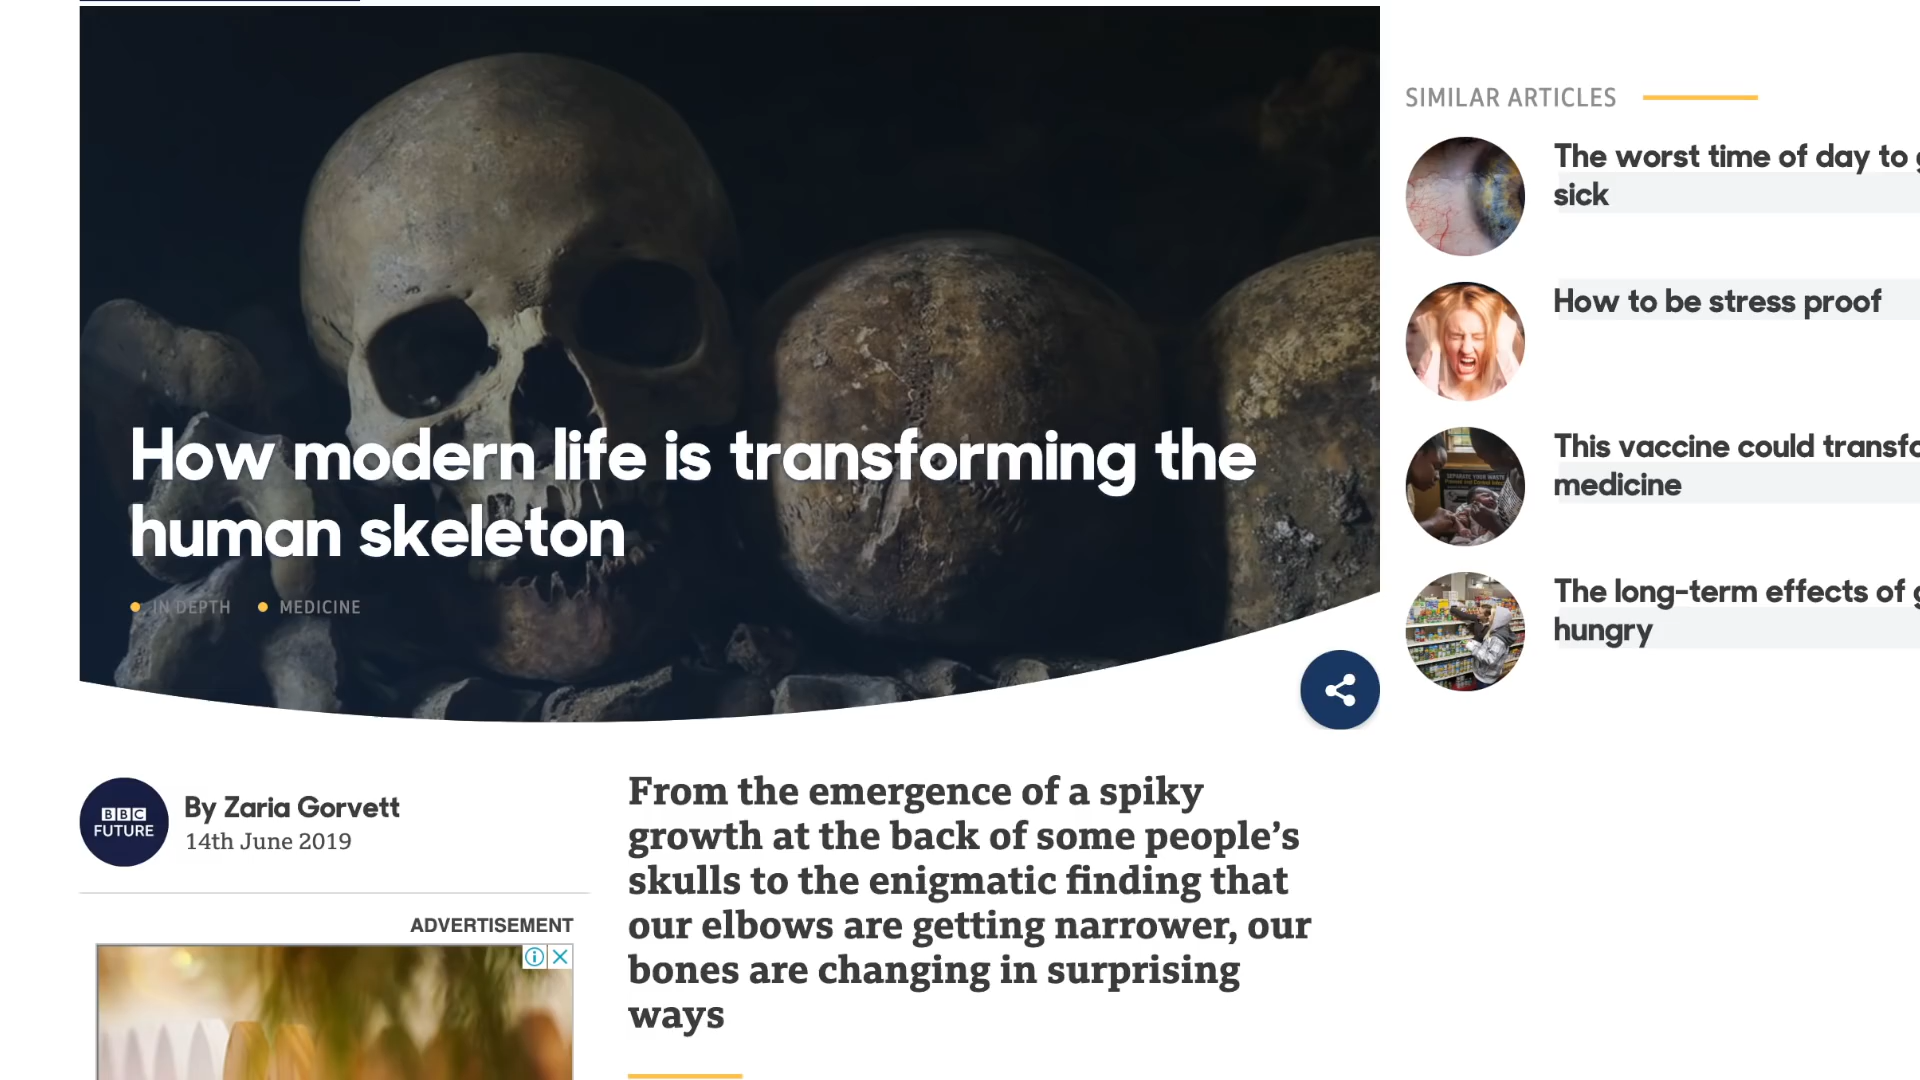 How modern life is transforming the
human skeleton
IN DEPTH MEDICINE
SIMILAR ARTICLES
The worst time of day to
sick
How to be stress proof
This vaccine could
medicine
The long-term effects of
hungry
BBC
FUTURE
By Zaria Gorvett
14th June 2019
ADVERTISEMENT
From the emergence of a spiky
growth at the back of some people’s
skulls to the enigmatic finding that
our elbows are getting narrower, our
bones are changing in surprising
ways